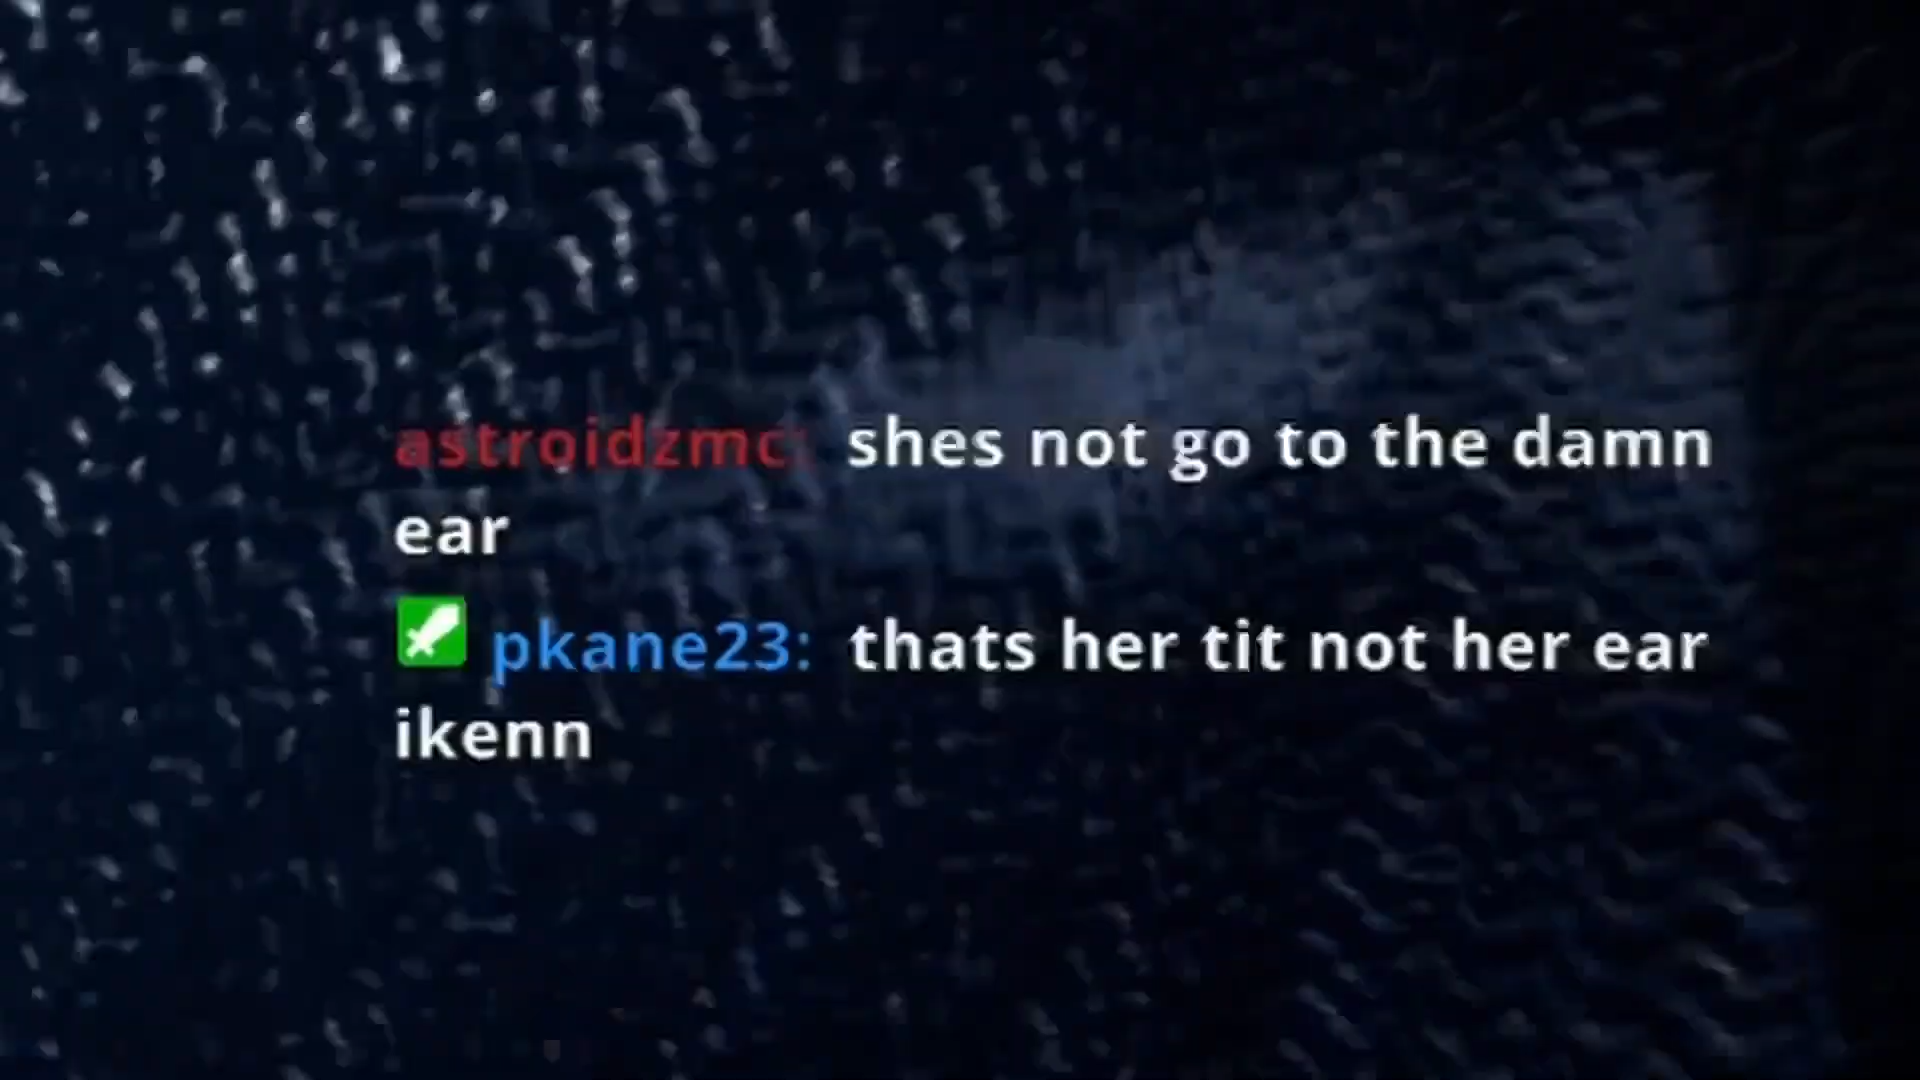 astroidzmc: shes not go to the damn
ear
pkane23: thats her tit not her ear
ikenn